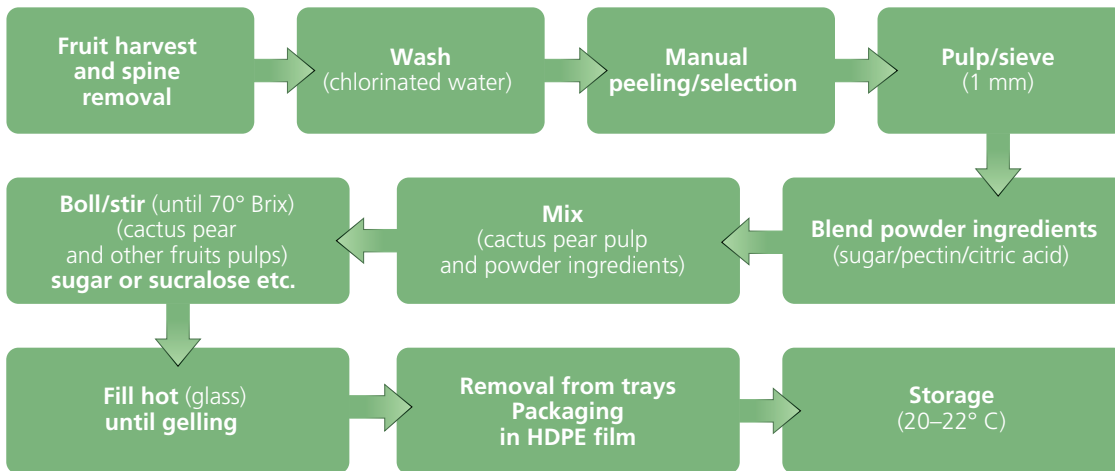 Fruit harvest
and spine
removal
Wash
(chlorinated water)
Manual
peeling/selection
Pulp/sieve
(1 mm)
Blend powder ingredients
(sugar/pectin/citric acid)
Mix
(cactus pear pulp
and powder ingredients)
Boll/stir (until 70° Brix)
(cactus pear
and other fruits pulps)
sugar or sucralose etc.
Fill hot (glass)
until gelling
Removal from trays
Packaging
in HDPE film
Storage
(20–22° C)